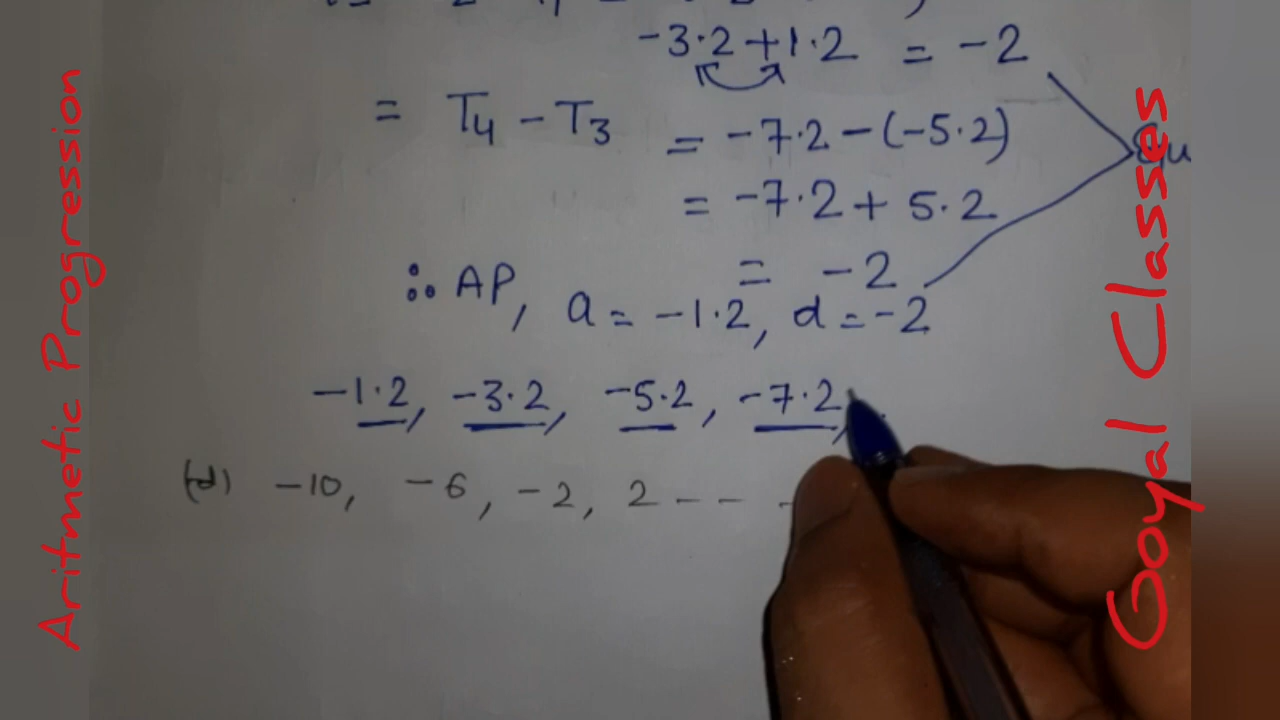 -3.2 + 1.2 = -2
= T4 - T3 = -7.2 - (-5.2)
= -7.2 + 5.2
= -2
∴ AP, a = -1.2, d = -2
-1.2, -3.2, -5.2, -7.2,
(d) -10, -6, -2, 2 - - -
Aritmetic Progression
Goyal Classes